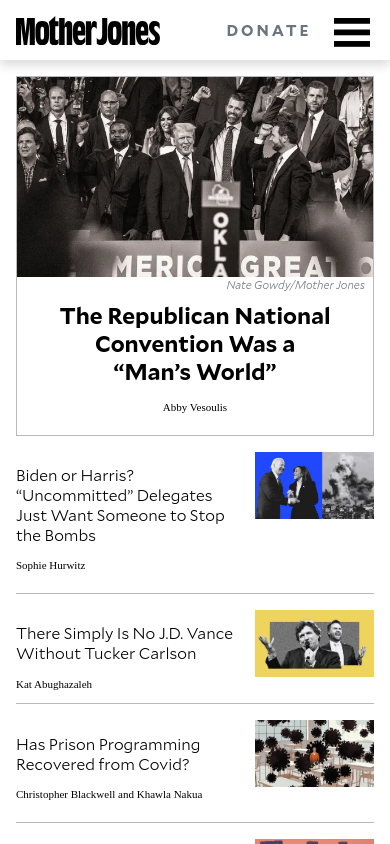 Mother Jones
DONATE
OKLA
MERICA GREAT
Nate Gowdy/Mother Jones
The Republican National
Convention Was a
“Man’s World”
Abby Vesoulis
Biden or Harris?
“Uncommitted” Delegates
Just Want Someone to Stop
the Bombs
Sophie Hurwitz
There Simply Is No J.D. Vance
Without Tucker Carlson
Kat Abughazaleh
Has Prison Programming
Recovered from Covid?
Christopher Blackwell and Khawla Nakua